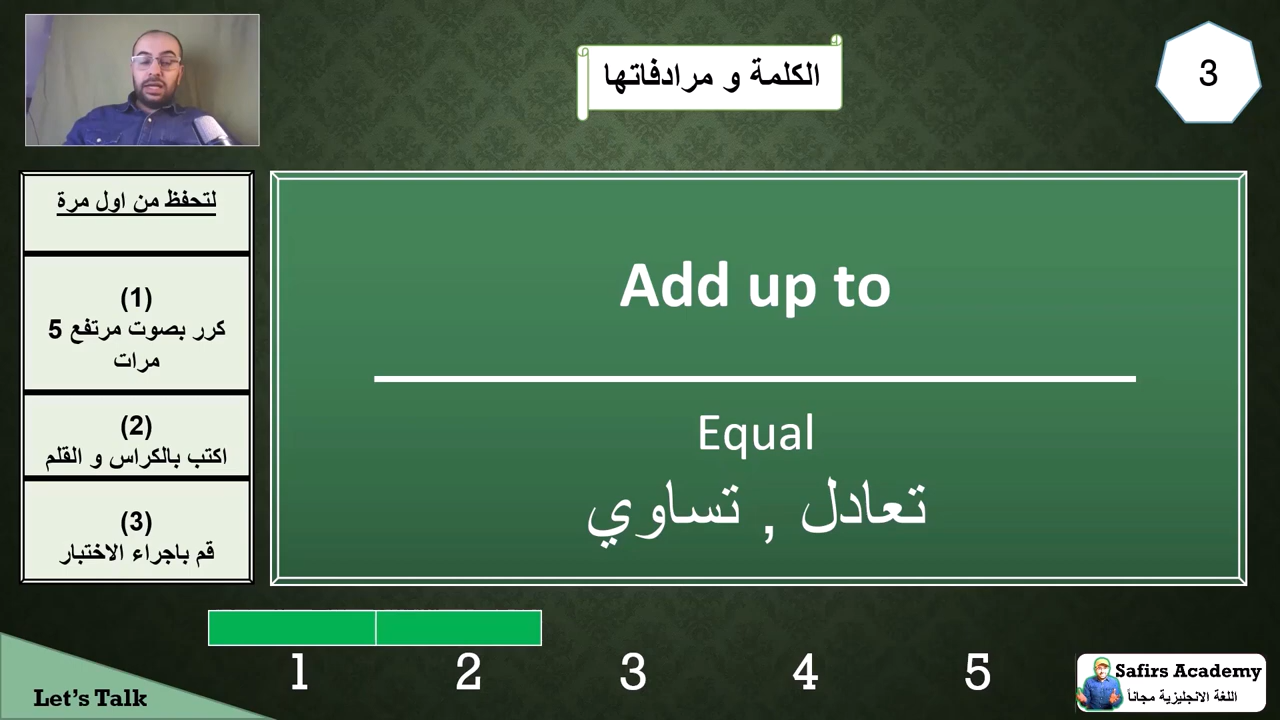 الكلمة و مرادفاتها
3
لتحفظ من اول مرة
(1)
كرر بصوت مرتفع 5
مرات
(2)
اكتب بالكراس و القلم
(3)
قم باجراء الاختبار
Add up to
Equal
تعادل , تساوي
1 2 3 4 5
Let's Talk
Safirs Academy
اللغة الانجليزية مجاناً